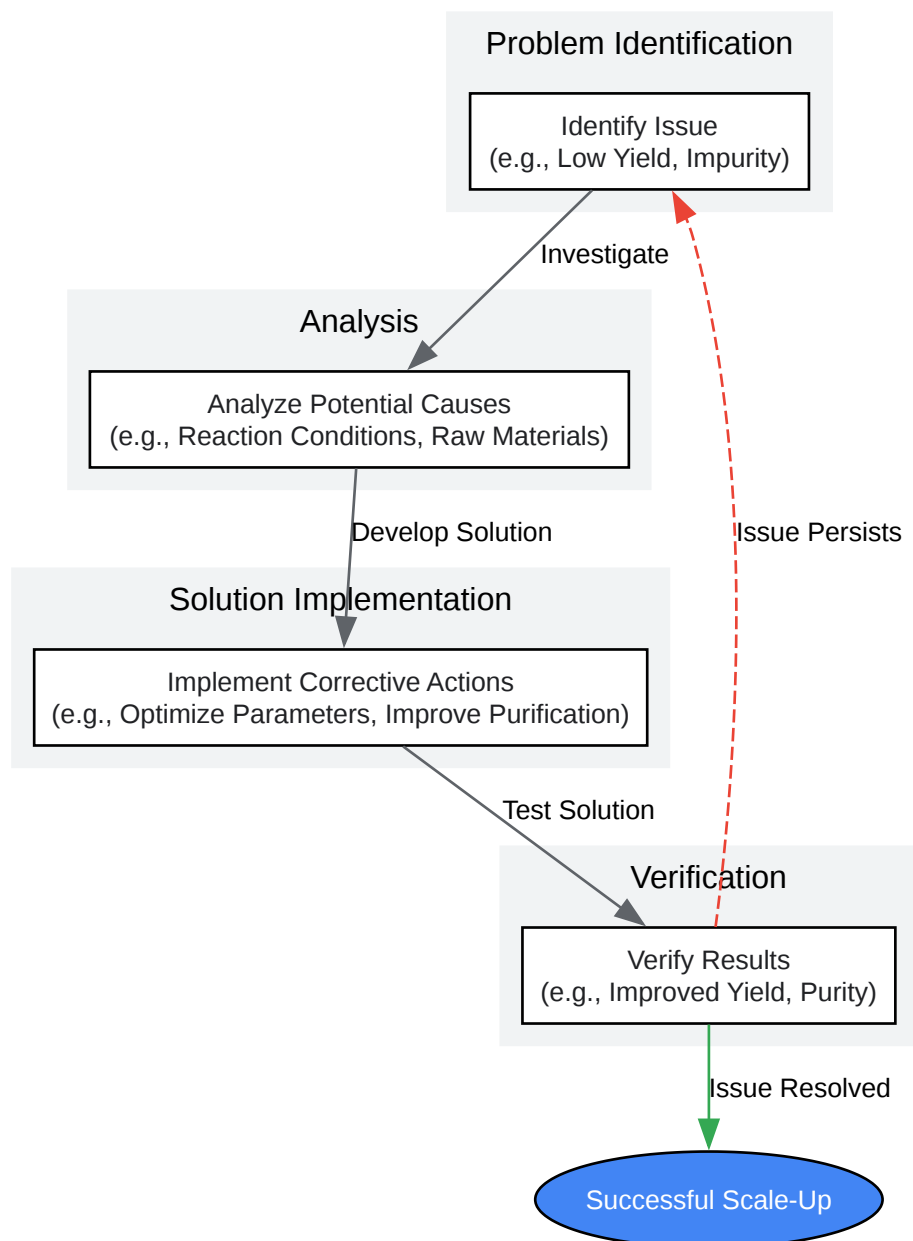 Problem Identification
Identify Issue
(e.g., Low Yield, Impurity)
Investigate
Analysis
Analyze Potential Causes
(e.g., Reaction Conditions, Raw Materials)
Develop Solution
Issue Persists
Solution Implementation
Implement Corrective Actions
(e.g., Optimize Parameters, Improve Purification)
Test Solution
Verification
Verify Results
(e.g., Improved Yield, Purity)
Issue Resolved
Successful Scale-Up